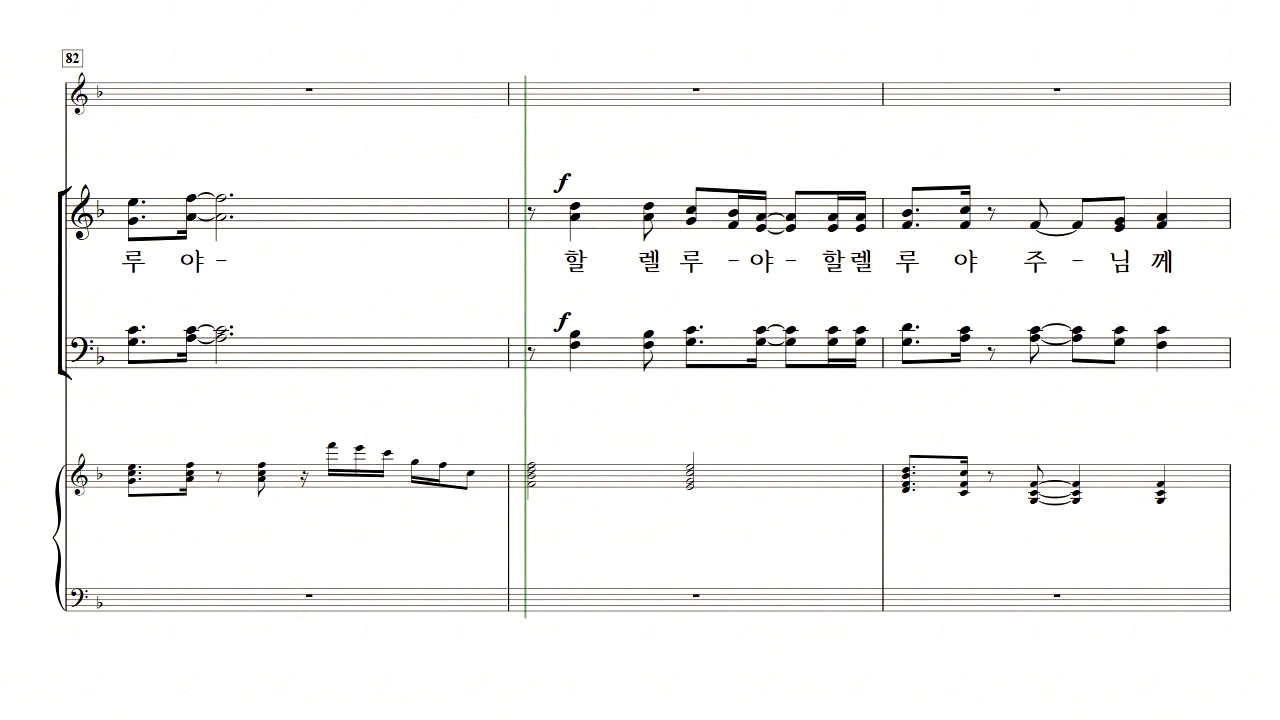 82
f
루 야 - 할 렐 루 - 야 - 할 렐 루 야 주 - 님 께
f